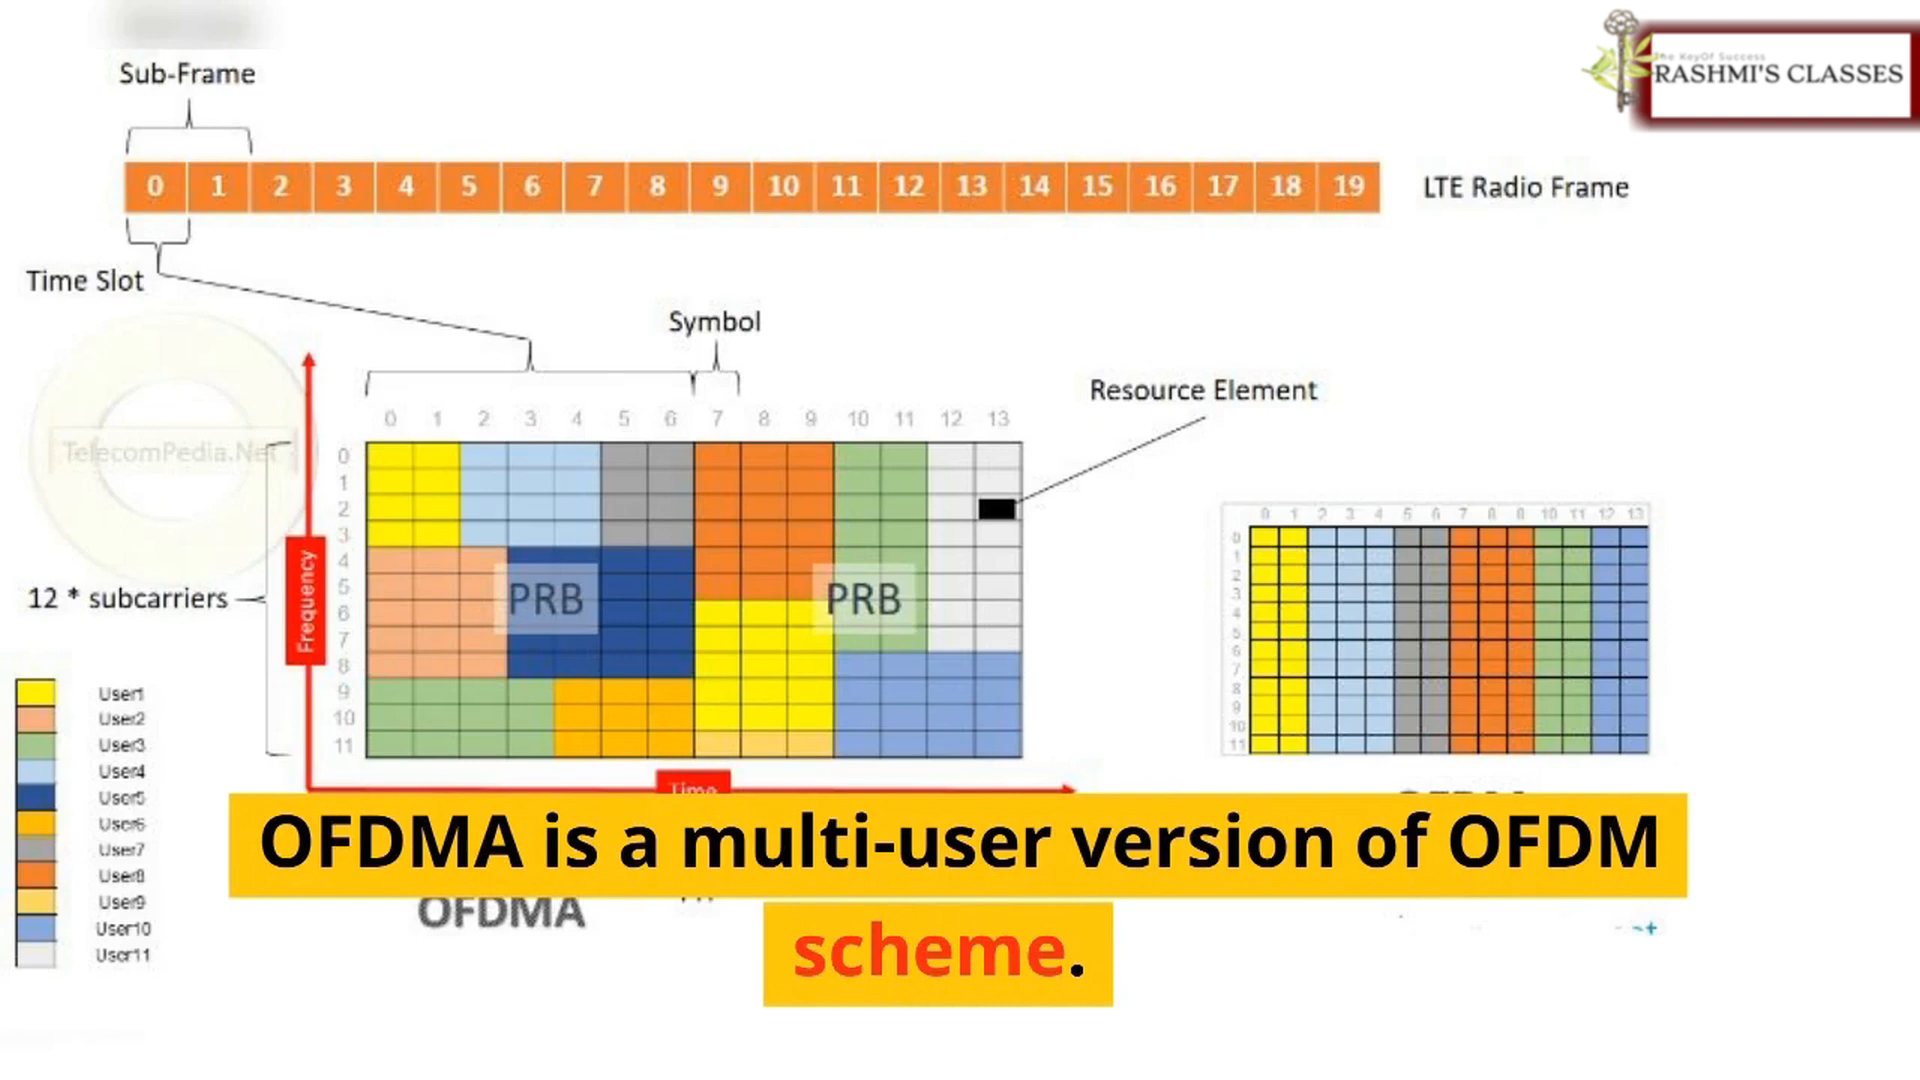 The KeyOf Success
RASHMI'S CLASSES
Sub-Frame
0 1 2 3 4 5 6 7 8 9 10 11 12 13 14 15 16 17 18 19
LTE Radio Frame
Time Slot
Symbol
Resource Element
0 1 2 3 4 5 6 7 8 9 10 11 12 13
TelecomPedia.Net
0
1
2
3
4
5
6
7
8
9
10
11
Frequency
12 * subcarriers
PRB
PRB
0 1 2 3 4 5 6 7 8 9 10 11 12 13
0
1
2
3
4
5
6
7
8
9
10
11
User1
User2
User3
User4
User5
User6
User7
User8
User9
User10
User11
Time
OFDMA is a multi-user version of OFDM
scheme.
OFDMA